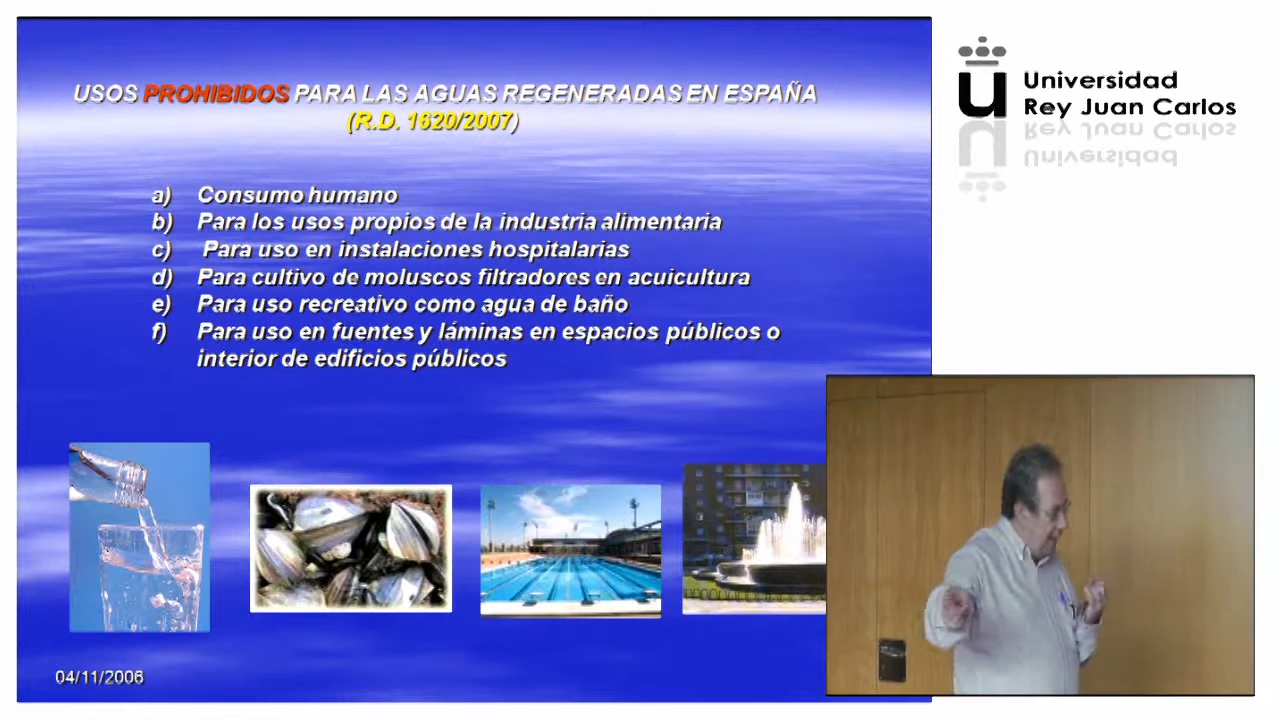 USOS PROHIBIDOS PARA LAS AGUAS REGENERADAS EN ESPAÑA
(R.D. 1620/2007)
a) Consumo humano
b) Para los usos propios de la industria alimentaria
c) Para uso en instalaciones hospitalarias
d) Para cultivo de moluscos filtradores en acuicultura
e) Para uso recreativo como agua de baño
f) Para uso en fuentes y láminas en espacios públicos o
interior de edificios públicos
04/11/2006
u Universidad
Rey Juan Carlos